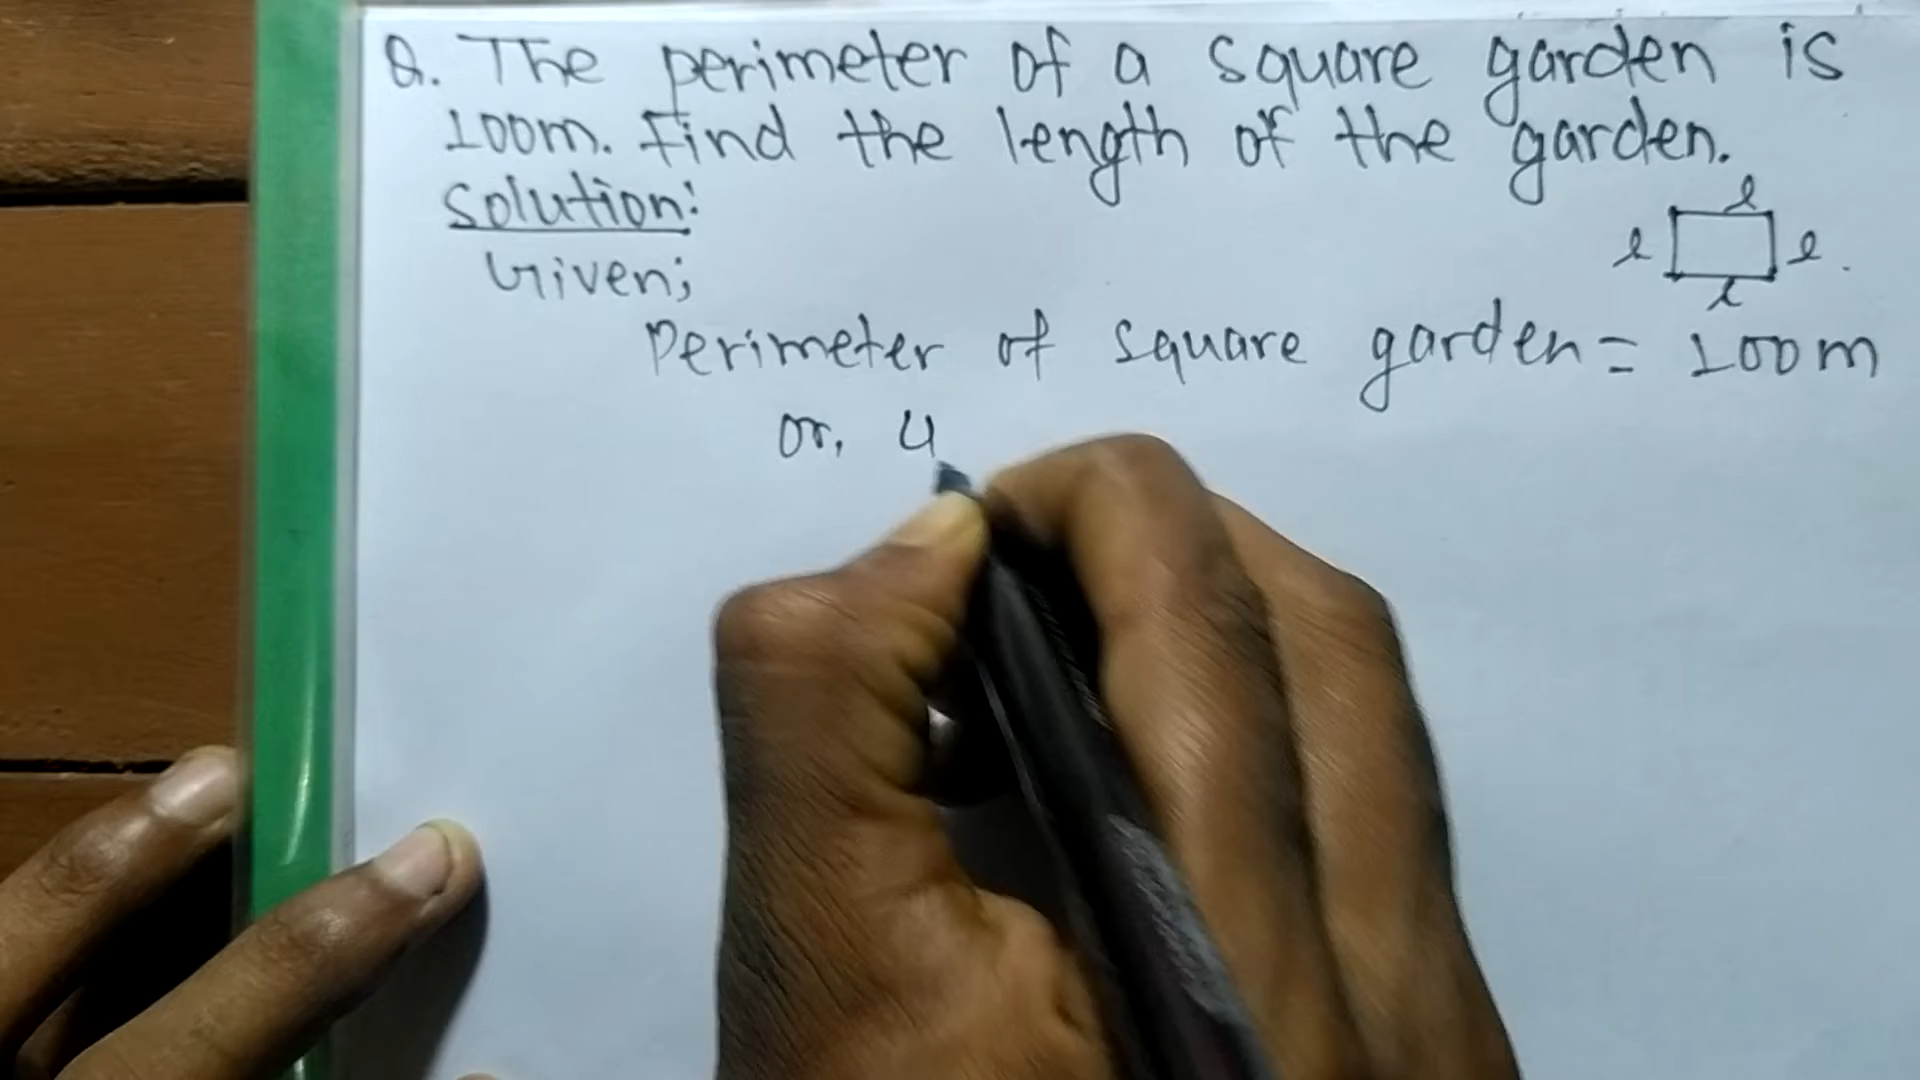 Q. The perimeter of a square garden is
100m. Find the length of the garden.
Solution:
Given;
l
l l.
l
Perimeter of square garden = 100m
or, 4